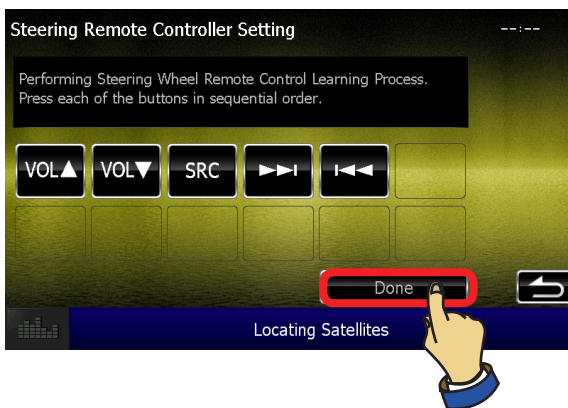 Steering Remote Controller Setting --:--
Performing Steering Wheel Remote Control Learning Process.
Press each of the buttons in sequential order.
VOL▲ VOL▼ SRC ►►I I◄◄
Done
Locating Satellites